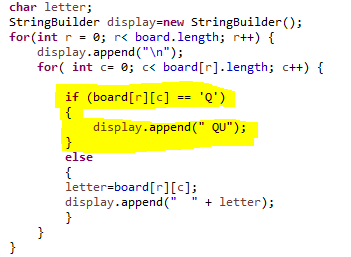 char letter;
StringBuilder display=new StringBuilder();
for(int r = 0; r< board.length; r++) {
display.append("\n");
for( int c= 0; c< board[r].length; c++) {
if (board[r][c] == 'Q')
{
display.append(" QU");
}
else
{
letter=board[r][c];
display.append("  " + letter);
}
}
}